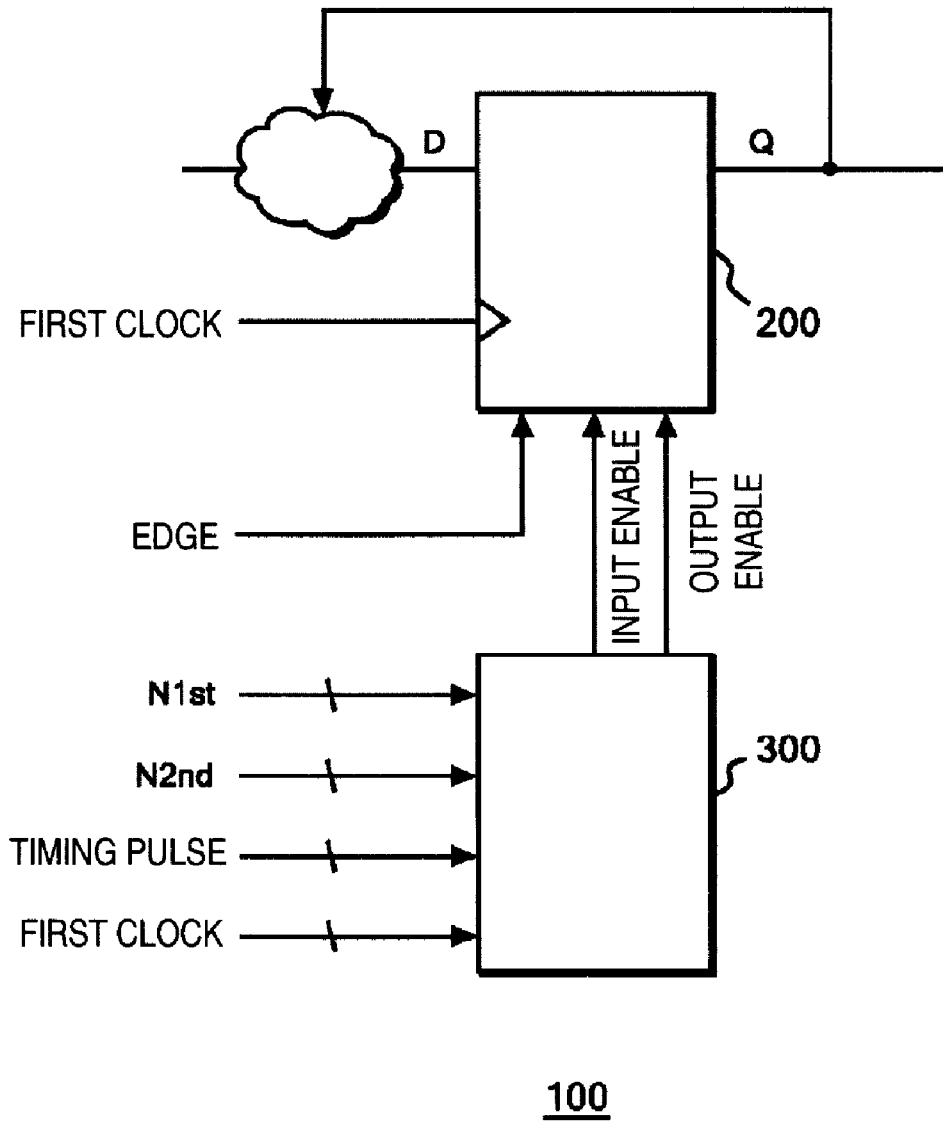 D
Q
FIRST CLOCK
200
EDGE
INPUT ENABLE
OUTPUT
ENABLE
N1st
N2nd
300
TIMING PULSE
FIRST CLOCK
100